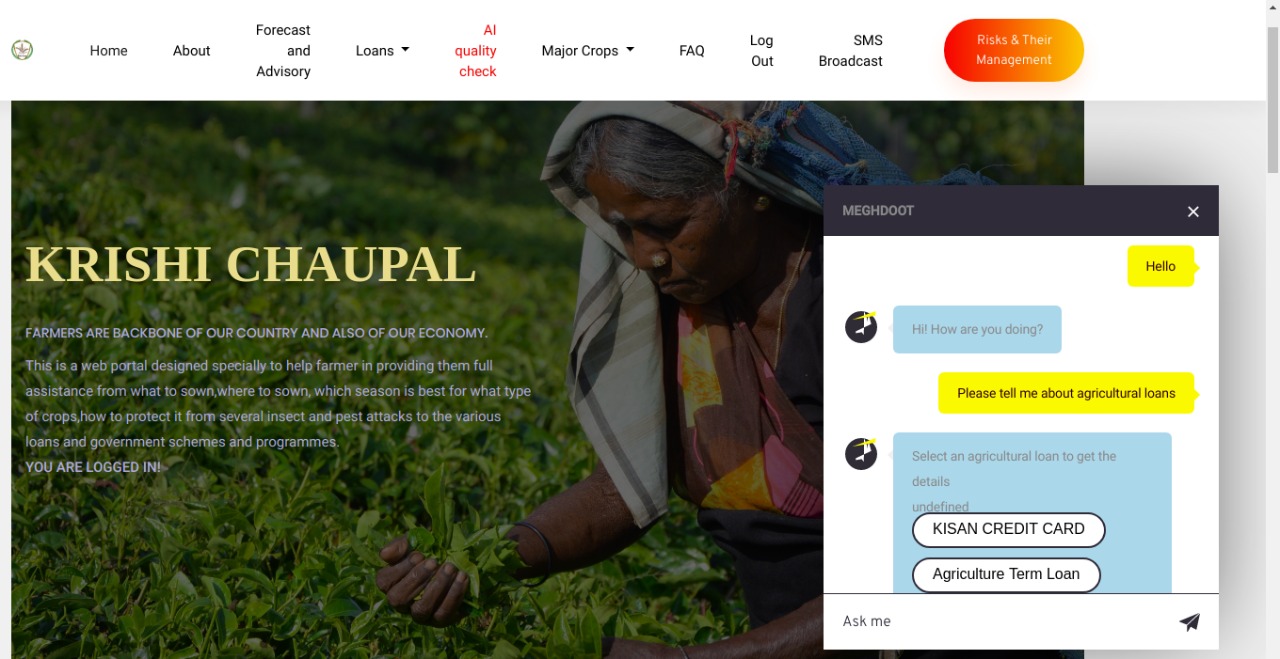 Home
About
Forecast
and
Advisory
Loans
AI
quality
check
Major Crops
FAQ
Log
Out
SMS
Broadcast
Risks & Their
Management
KRISHI CHAUPAL
FARMERS ARE BACKBONE OF OUR COUNTRY AND ALSO OF OUR ECONOMY.
This is a web portal designed specially to help farmer in providing them full
assistance from what to sown,where to sown, which season is best for what type
of crops,how to protect it from several insect and pest attacks to the various
loans and government schemes and programmes.
YOU ARE LOGGED IN!
MEGHDOOT
Hello
Hi! How are you doing?
Please tell me about agricultural loans
Select an agricultural loan to get the
details
undefined
KISAN CREDIT CARD
Agriculture Term Loan
Ask me